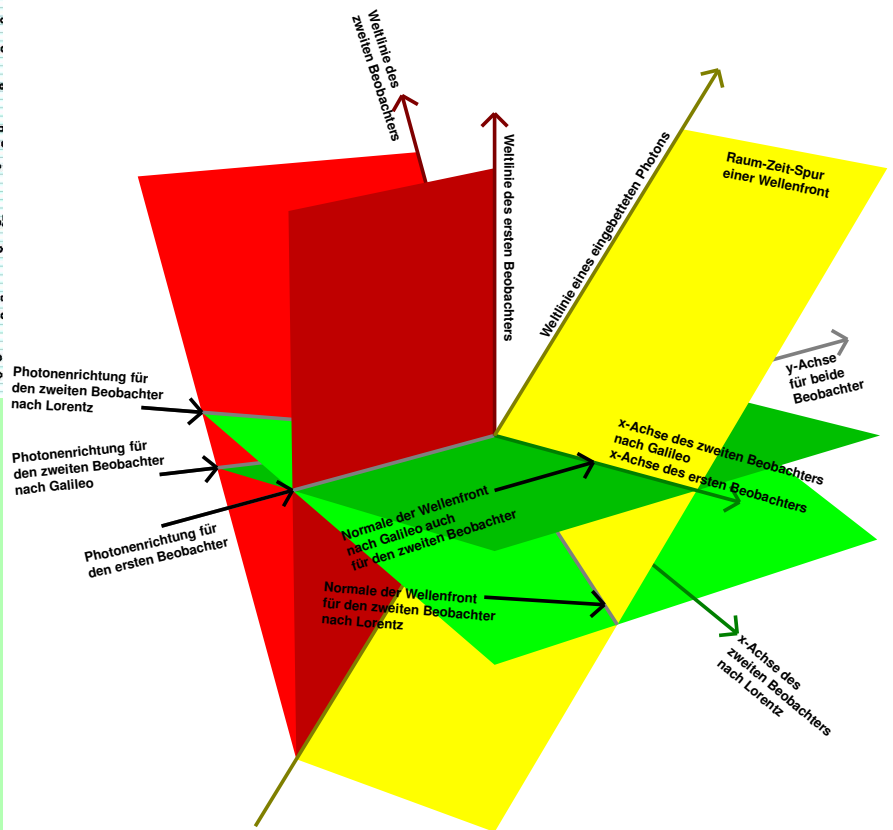 Weltlinie des
zweiten Beobachters
Weltlinie des ersten Beobachters
Weltlinie eines eingebetteten Photons
Raum-Zeit-Spur
einer Wellenfront
y-Achse
für beide
Beobachter
Photonenrichtung für
den zweiten Beobachter
nach Lorentz
Photonenrichtung für
den zweiten Beobachter
nach Galileo
Photonenrichtung für
den ersten Beobachter
x-Achse des zweiten Beobachters
nach Galileo
x-Achse des ersten Beobachters
Normale der Wellenfront
nach Galileo auch
für den zweiten Beobachter
Normale der Wellenfront
für den zweiten Beobachter
nach Lorentz
x-Achse des
zweiten Beobachters
nach Lorentz